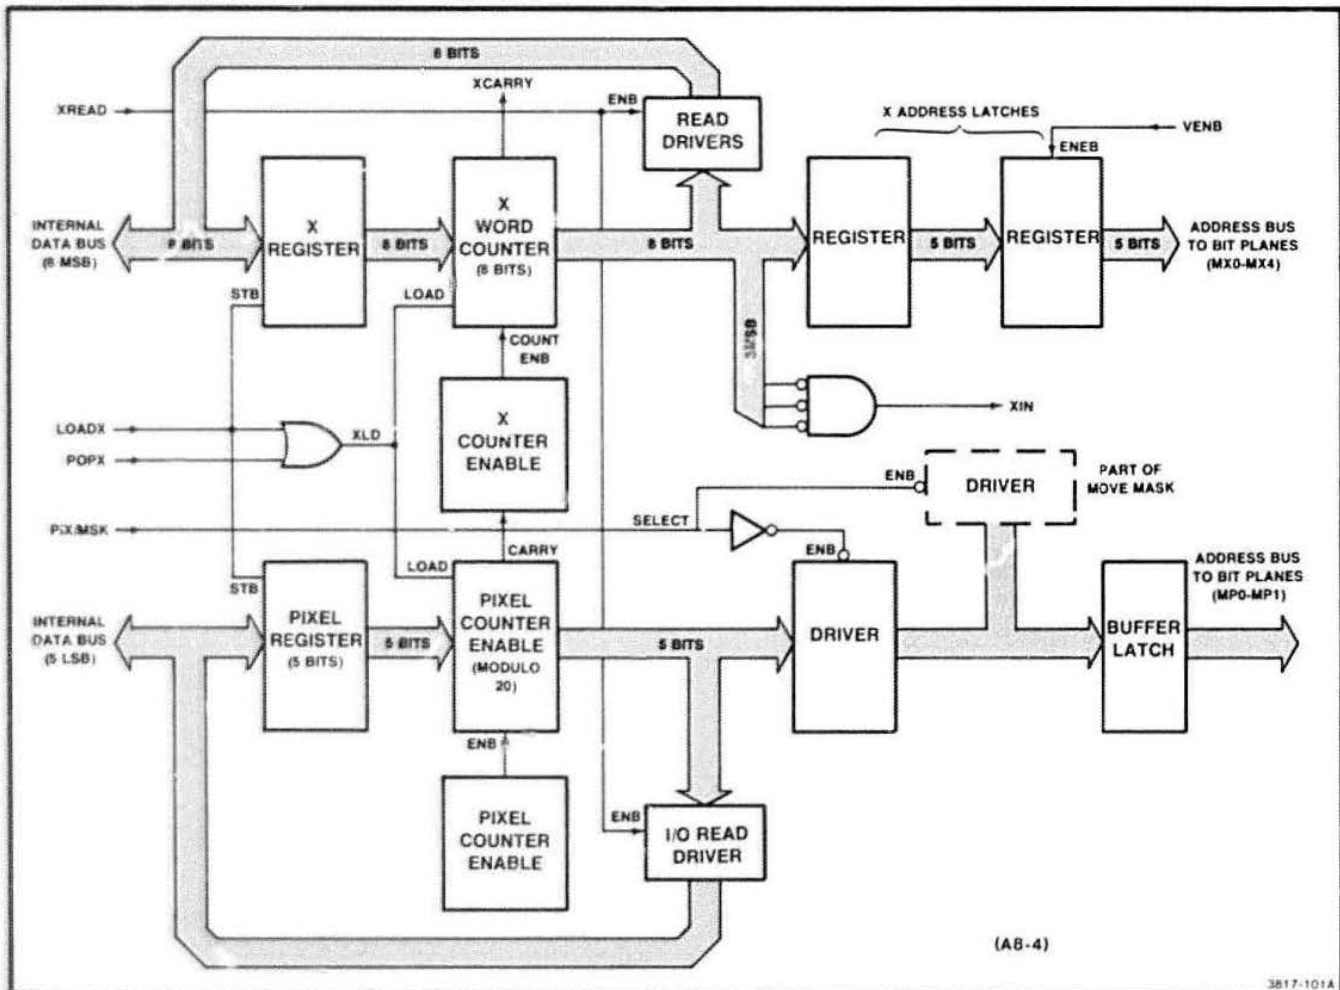 8 BITS
XCARRY
XREAD
ENB
READ
DRIVERS
X ADDRESS LATCHES
VENB
ENEB
INTERNAL
DATA BUS
(8 MSB)
8 BITS
X
REGISTER
8 BITS
X
WORD
COUNTER
(8 BITS)
8 BITS
REGISTER
5 BITS
REGISTER
5 BITS
ADDRESS BUS
TO BIT PLANES
(MX0-MX4)
STB
LOAD
COUNT
ENB
X
COUNTER
ENABLE
XIN
LOADX
XLD
POPX
ENB
DRIVER
PART OF
MOVE MASK
PIX/MSK
SELECT
CARRY
ENB
STB
LOAD
INTERNAL
DATA BUS
(5 LSB)
PIXEL
REGISTER
(5 BITS)
5 BITS
PIXEL
COUNTER
ENABLE
(MODULO
20)
5 BITS
DRIVER
BUFFER
LATCH
ADDRESS BUS
TO BIT PLANES
(MP0-MP1)
ENB
PIXEL
COUNTER
ENABLE
ENB
I/O READ
DRIVER
(A8-4)
3817-101A